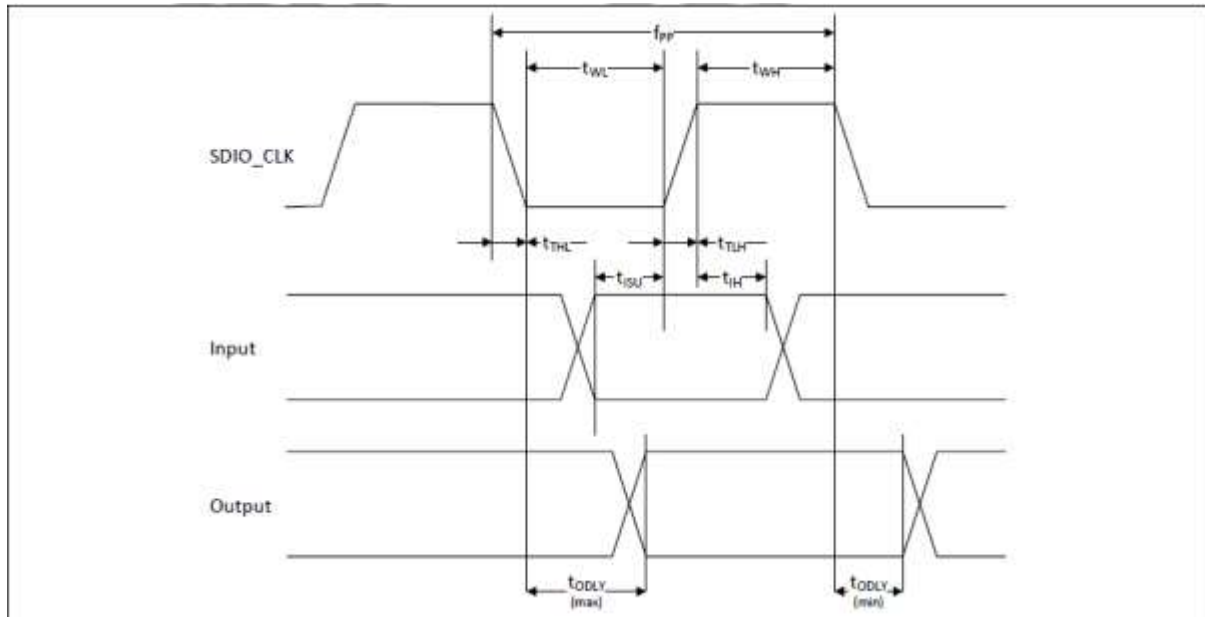 fPP
tWL
tWH
SDIO_CLK
tTHL
tTLH
tISU
tIH
Input
Output
tODLY
(max)
tODLY
(min)